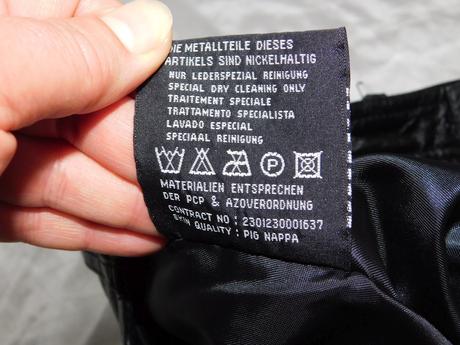 DIE METALLTEILE DIESES
ARTIKELS SIND NICKELHALTIG
NUR LEDERSPEZIAL REINIGUNG
SPECIAL DRY CLEANING ONLY
TRAITEMENT SPECIALE
TRATTAMENTO SPECIALISTA
LAVADO ESPECIAL
SPECIAAL REINIGUNG
P
MATERIALIEN ENTSPRECHEN
DER PCP & AZOVERORDNUNG
CONTRACT NO : 2301230001637
SKIN QUALITY : PIG NAPPA